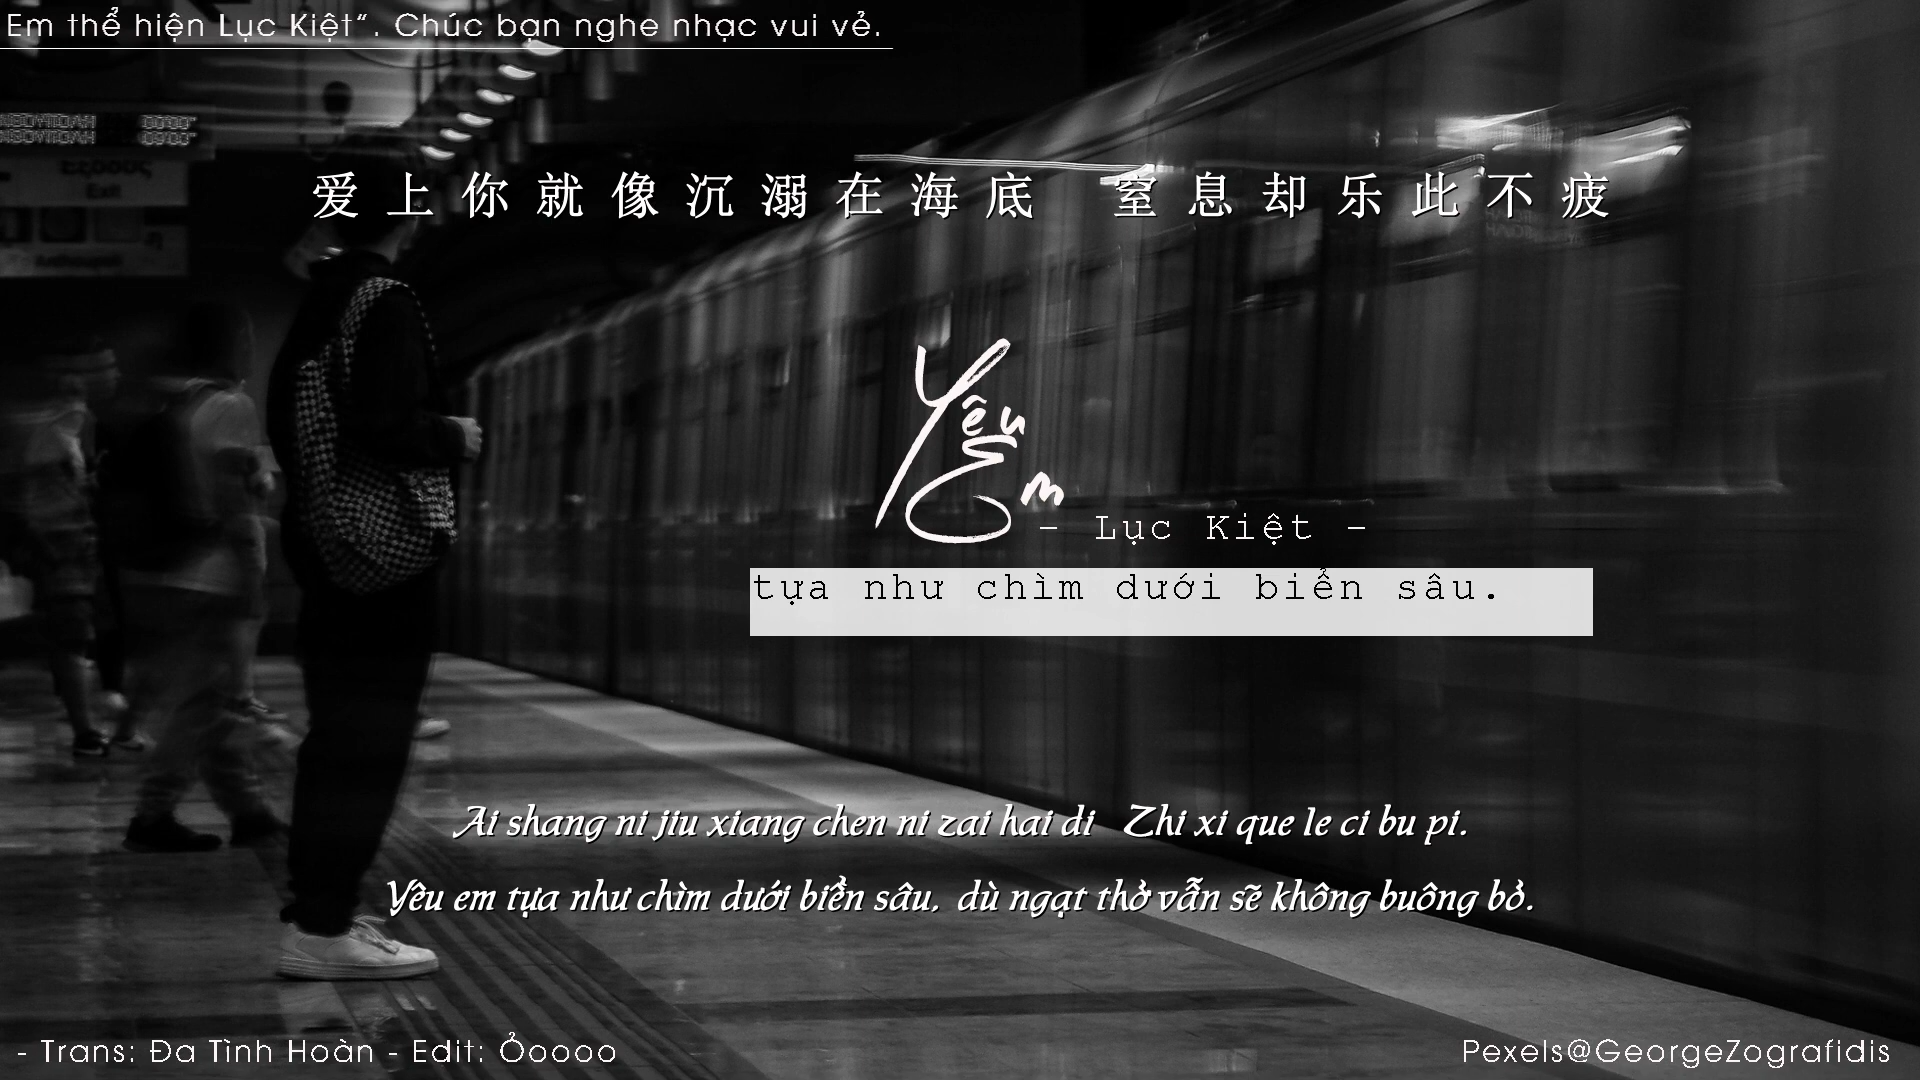 Em thể hiện Lục Kiệt“. Chúc bạn nghe nhạc vui vẻ.
Έξοδος
Exit
爱上你就像沉溺在海底 窒息却乐此不疲
Yêu
Em
- Lục Kiệt -
tựa như chìm dưới biển sâu.
Ai shang ni jiu xiang chen ni zai hai di Zhi xi que le ci bu pi.
Yêu em tựa như chìm dưới biển sâu, dù ngạt thở vẫn sẽ không buông bỏ.
- Trans: Đa Tình Hoàn - Edit: Ỏoooo
Pexels@GeorgeZografidis